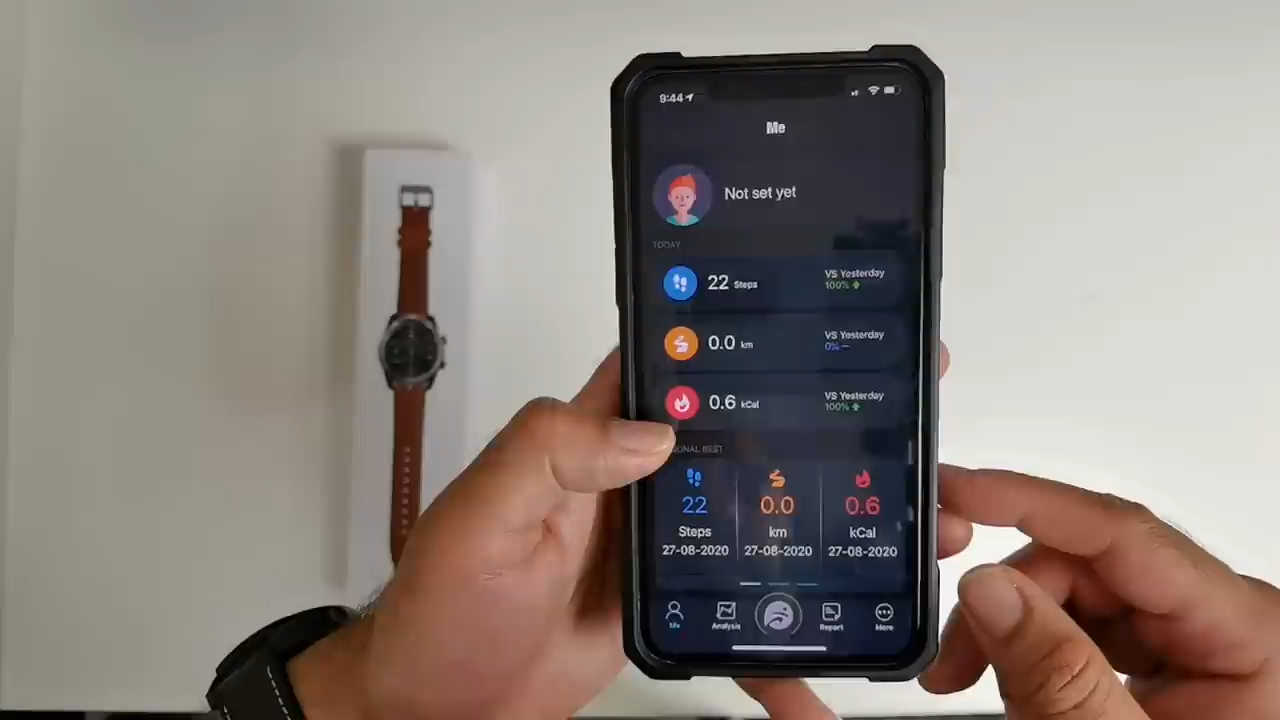 9:44
Me
Not set yet
TODAY
22 Steps
VS Yesterday
100%
0.0 km
VS Yesterday
0% –
0.6 kCal
VS Yesterday
100%
ONAL BEST
22
0.0
0.6
Steps
km
kCal
27-08-2020
27-08-2020
27-08-2020
Me
Analysis
Report
More